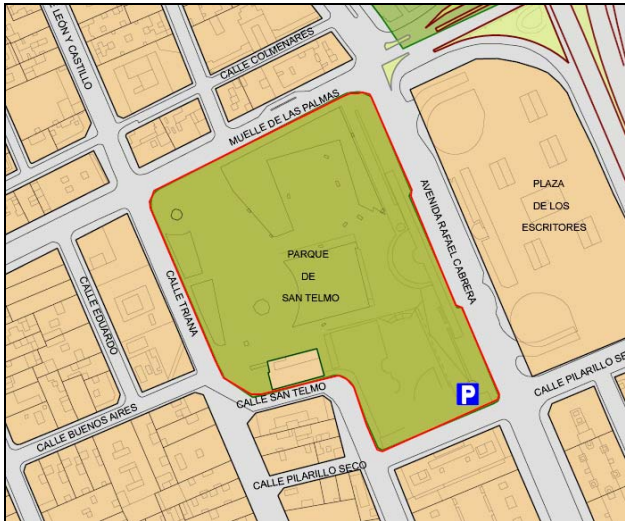 E LEÓN Y CASTILLO
CALLE COLMENARES
MUELLE DE LAS PALMAS
AVENIDA RAFAEL CABRERA
PLAZA
DE LOS
ESCRITORES
PARQUE
DE
SAN TELMO
CALLE TRIANA
CALLE EDUARDO
CALLE SAN TELMO
P
CALLE PILARILLO SE
CALLE BUENOS AIRES
CALLE PILARILLO SECO